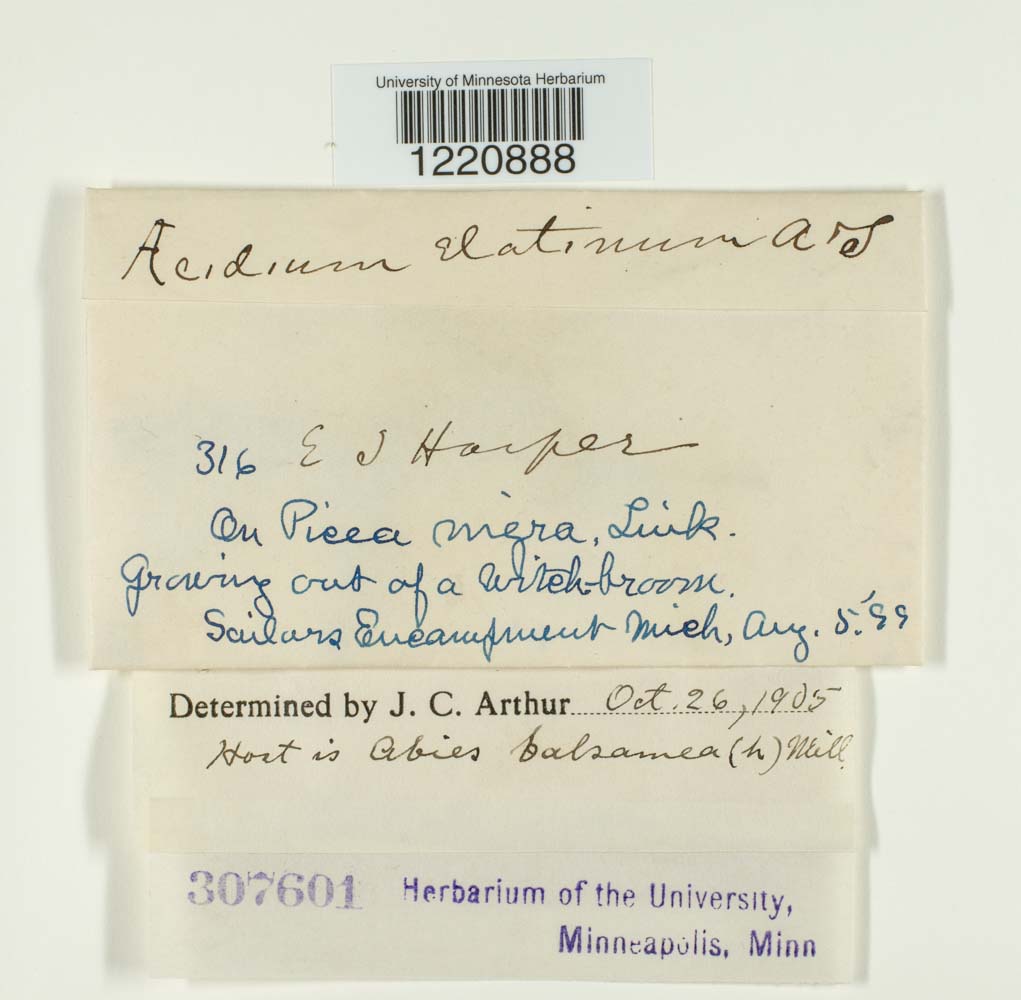 University of Minnesota Herbarium
1220888
Æcidium elatinum A & S
316 E T Harper
On Picea nigra, Link.
Growing out of a witch-broom.
Sailors Encampment Mich, Aug. 5. '99
Determined by J. C. Arthur Oct. 26, 1905
Host is Abies balsamea (L) Mill.
307601 Herbarium of the University,
Minneapolis, Minn